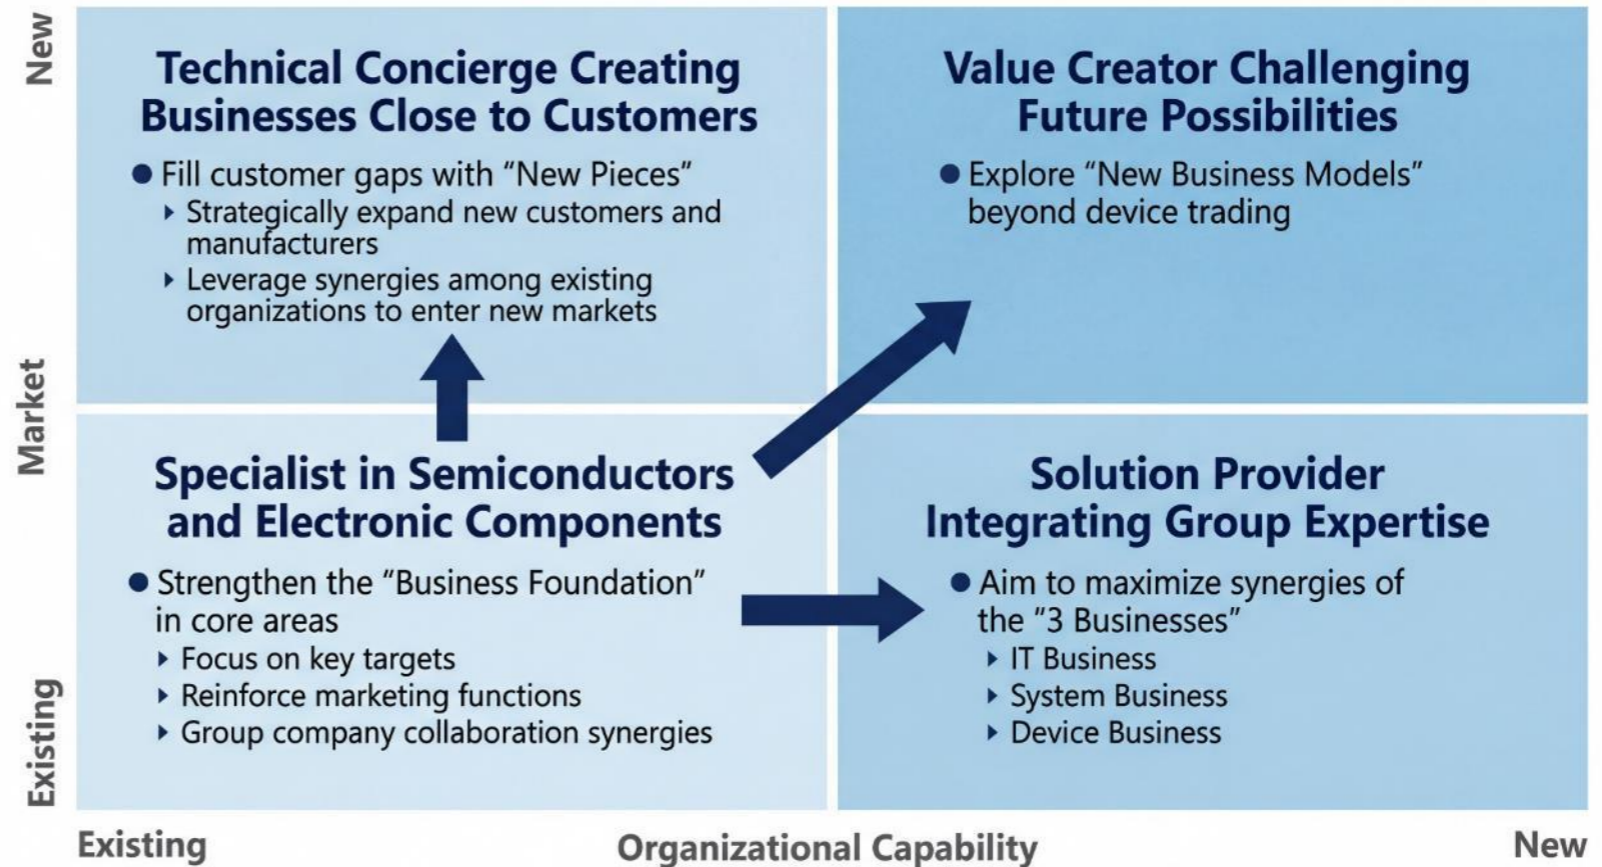 New
Technical Concierge Creating
Businesses Close to Customers
● Fill customer gaps with “New Pieces”
▸ Strategically expand new customers and
manufacturers
▸ Leverage synergies among existing
organizations to enter new markets
Value Creator Challenging
Future Possibilities
● Explore “New Business Models”
beyond device trading
Market
Specialist in Semiconductors
and Electronic Components
● Strengthen the “Business Foundation”
in core areas
▸ Focus on key targets
▸ Reinforce marketing functions
▸ Group company collaboration synergies
Solution Provider
Integrating Group Expertise
● Aim to maximize synergies of
the “3 Businesses”
▸ IT Business
▸ System Business
▸ Device Business
Existing
Existing
Organizational Capability
New